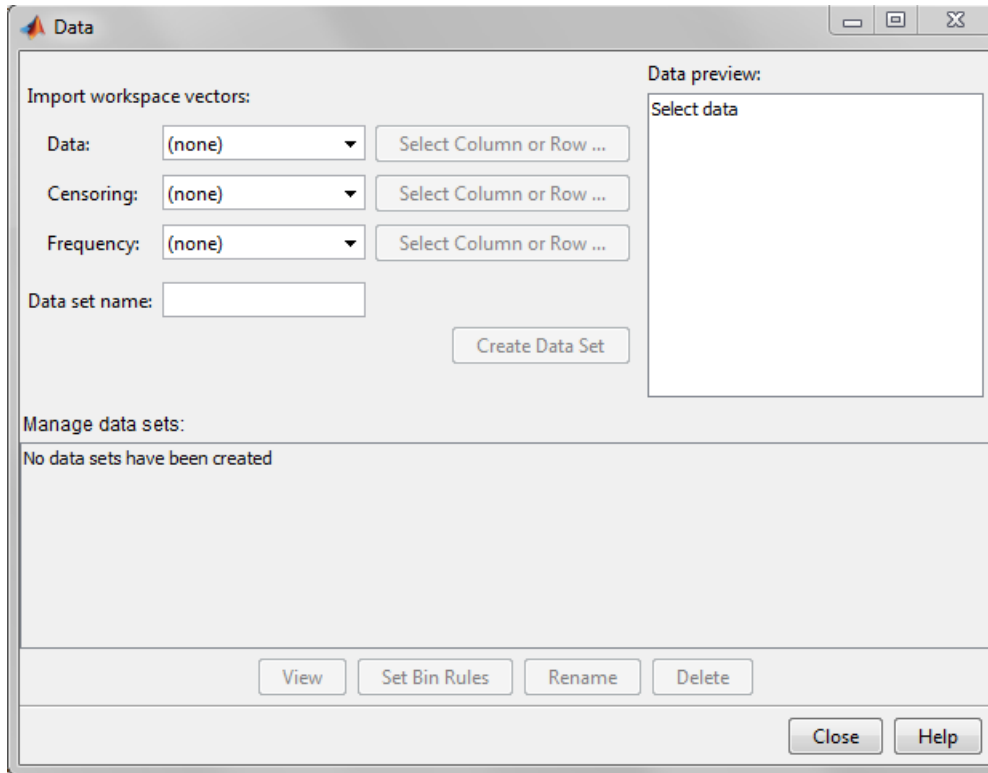 Data
Import workspace vectors:
Data: (none) Select Column or Row ...
Censoring: (none) Select Column or Row ...
Frequency: (none) Select Column or Row ...
Data set name:
Create Data Set
Data preview:
Select data
Manage data sets:
No data sets have been created
View Set Bin Rules Rename Delete
Close Help